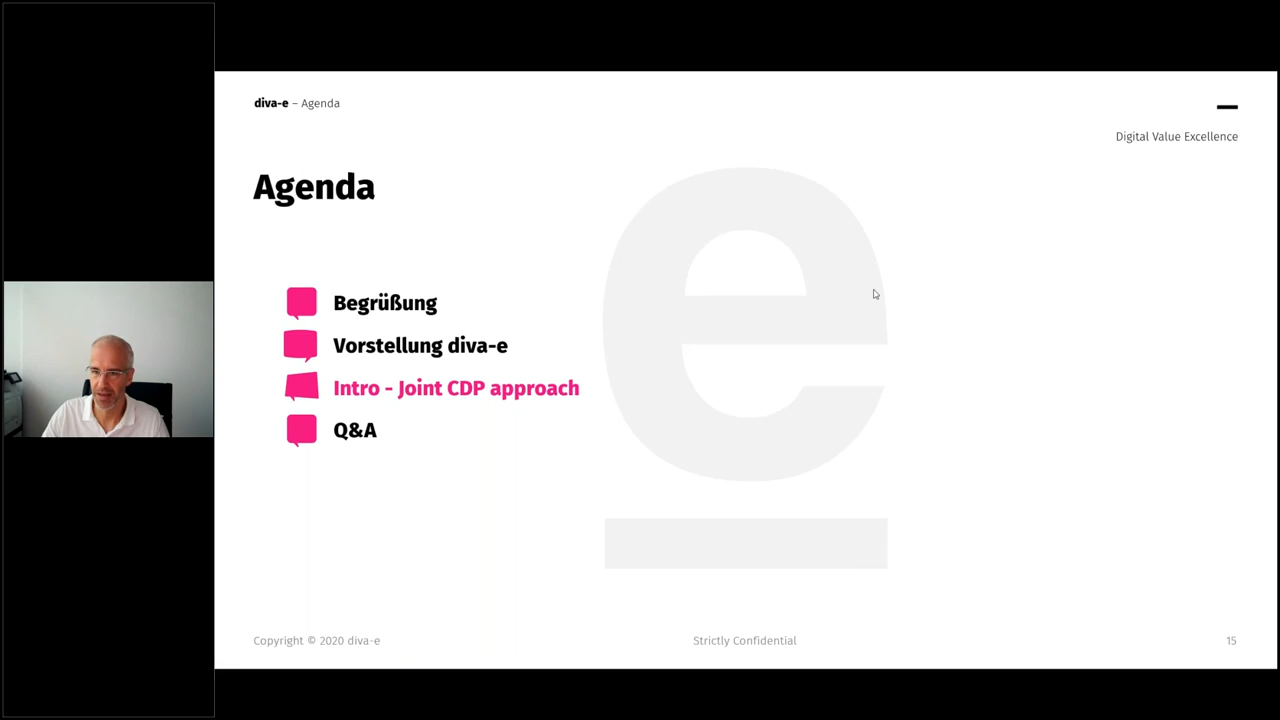 diva-e – Agenda
Digital Value Excellence
Agenda
Begrüßung
Vorstellung diva-e
Intro - Joint CDP approach
Q&A
e
Copyright © 2020 diva-e
Strictly Confidential
15